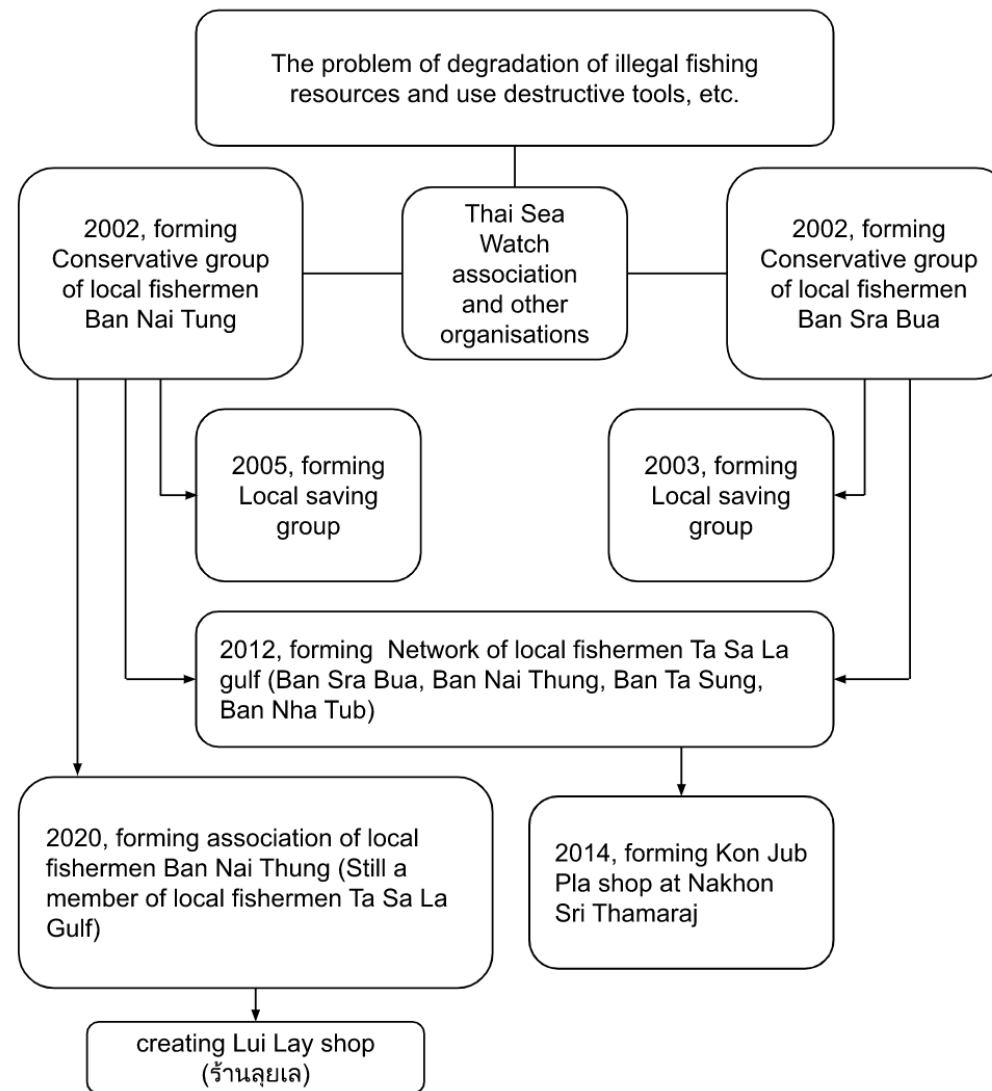 The problem of degradation of illegal fishing
resources and use destructive tools, etc.
2002, forming
Conservative group
of local fishermen
Ban Nai Tung
Thai Sea
Watch
association
and other
organisations
2002, forming
Conservative group
of local fishermen
Ban Sra Bua
2005, forming
Local saving
group
2003, forming
Local saving
group
2012, forming  Network of local fishermen Ta Sa La
gulf (Ban Sra Bua, Ban Nai Thung, Ban Ta Sung,
Ban Nha Tub)
2020, forming association of local
fishermen Ban Nai Thung (Still a
member of local fishermen Ta Sa La
Gulf)
2014, forming Kon Jub
Pla shop at Nakhon
Sri Thamaraj
creating Lui Lay shop
(ร้านลุยเล)